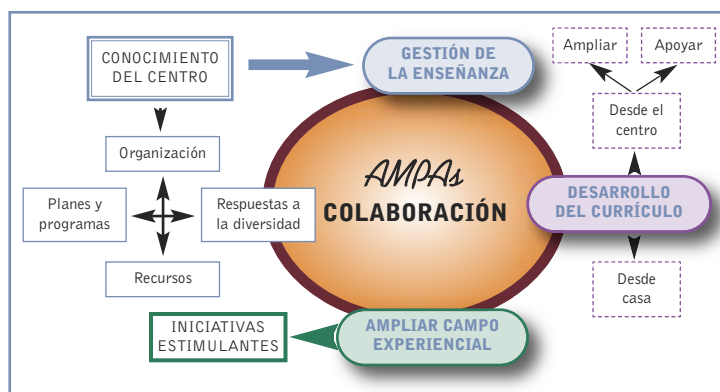 CONOCIMIENTO
DEL CENTRO
GESTIÓN DE
LA ENSEÑANZA
Ampliar
Apoyar
Desde el
centro
Organización
Planes y
programas
Respuestas a
la diversidad
Recursos
AMPAs
COLABORACIÓN
DESARROLLO
DEL CURRÍCULO
Desde
casa
INICIATIVAS
ESTIMULANTES
AMPLIAR CAMPO
EXPERIENCIAL